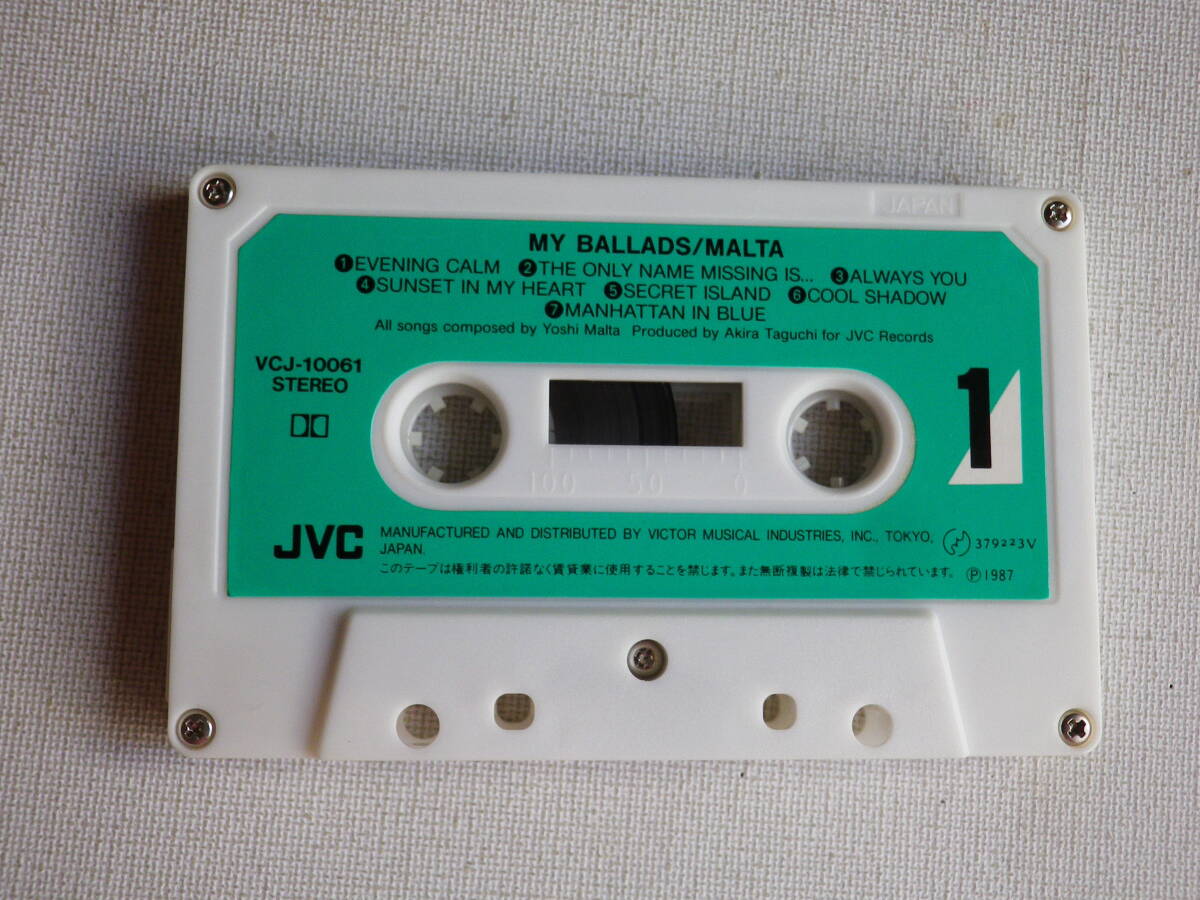 JAPAN
MY BALLADS/MALTA
❶EVENING CALM ❷THE ONLY NAME MISSING IS... ❸ALWAYS YOU
❹SUNSET IN MY HEART ❺SECRET ISLAND ❻COOL SHADOW
❼MANHATTAN IN BLUE
All songs composed by Yoshi Malta Produced by Akira Taguchi for JVC Records
VCJ-10061
STEREO
1
100 50 0
JVC
MANUFACTURED AND DISTRIBUTED BY VICTOR MUSICAL INDUSTRIES, INC., TOKYO,
JAPAN.
379223V
このテープは権利者の許諾なく賃貸業に使用することを禁じます。また無断複製は法律で禁じられています。 ℗1987